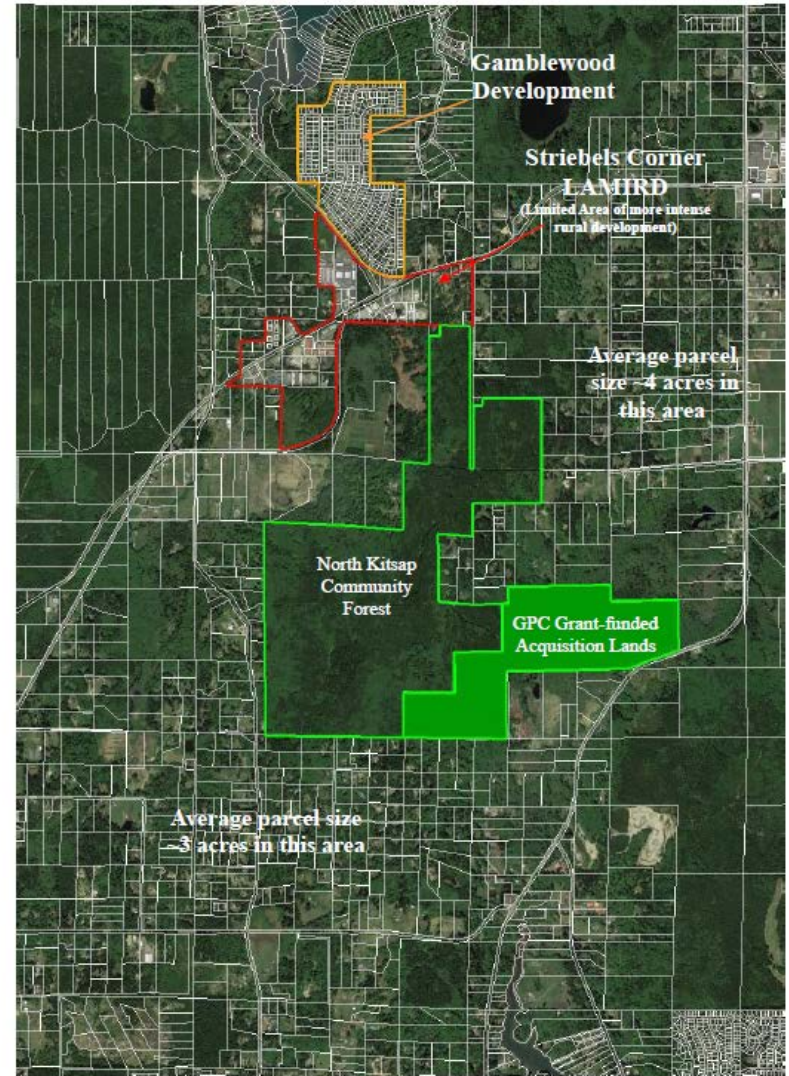 Gamblewood
Development
Striebels Corner
LAMIRD
(Limited Area of more intense
rural development)
Average parcel
size ~4 acres in
this area
North Kitsap
Community
Forest
GPC Grant-funded
Acquisition Lands
Average parcel size
~3 acres in this area